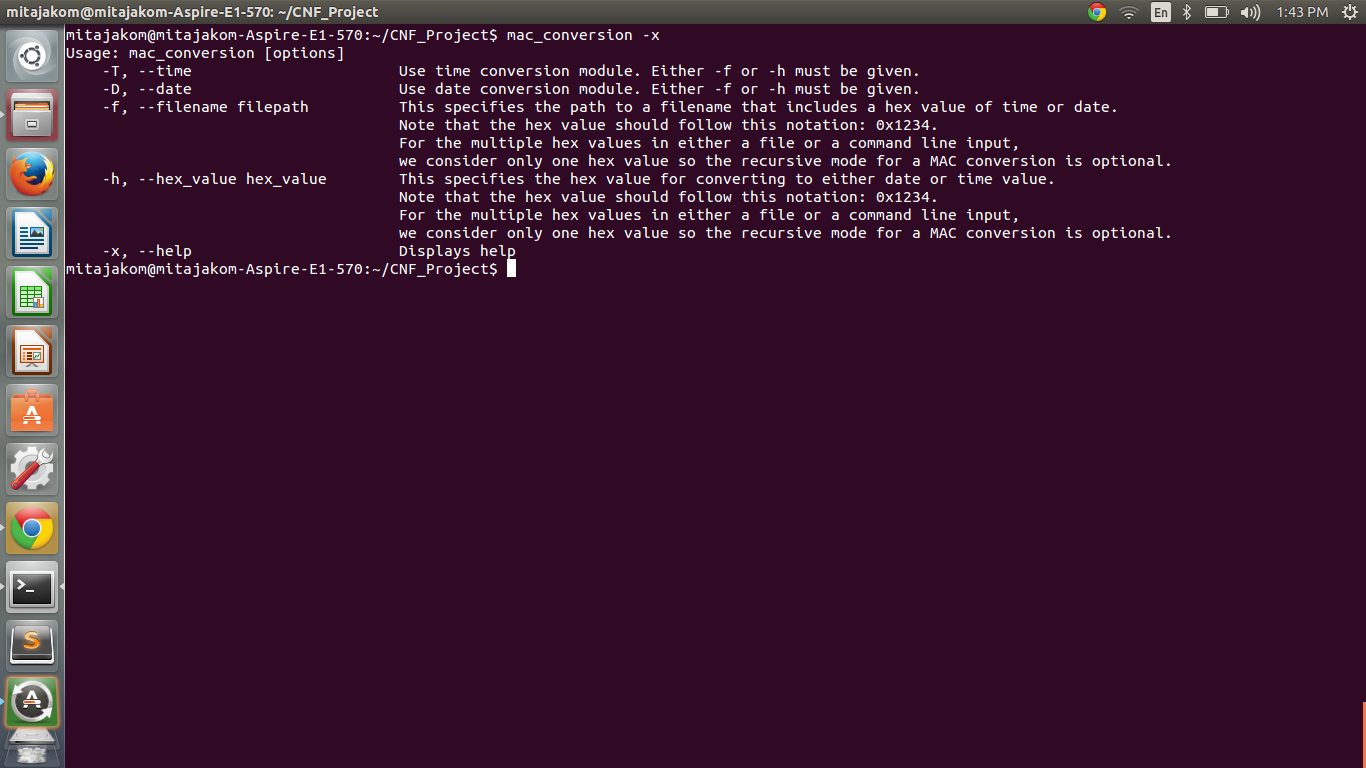 mitajakom@mitajakom-Aspire-E1-570: ~/CNF_Project
En
1:43 PM
mitajakom@mitajakom-Aspire-E1-570:~/CNF_Project$ mac_conversion -x
Usage: mac_conversion [options]
-T, --time Use time conversion module. Either -f or -h must be given.
-D, --date Use date conversion module. Either -f or -h must be given.
-f, --filename filepath This specifies the path to a filename that includes a hex value of time or date.
Note that the hex value should follow this notation: 0x1234.
For the multiple hex values in either a file or a command line input,
we consider only one hex value so the recursive mode for a MAC conversion is optional.
-h, --hex_value hex_value This specifies the hex value for converting to either date or time value.
Note that the hex value should follow this notation: 0x1234.
For the multiple hex values in either a file or a command line input,
we consider only one hex value so the recursive mode for a MAC conversion is optional.
-x, --help Displays help
mitajakom@mitajakom-Aspire-E1-570:~/CNF_Project$